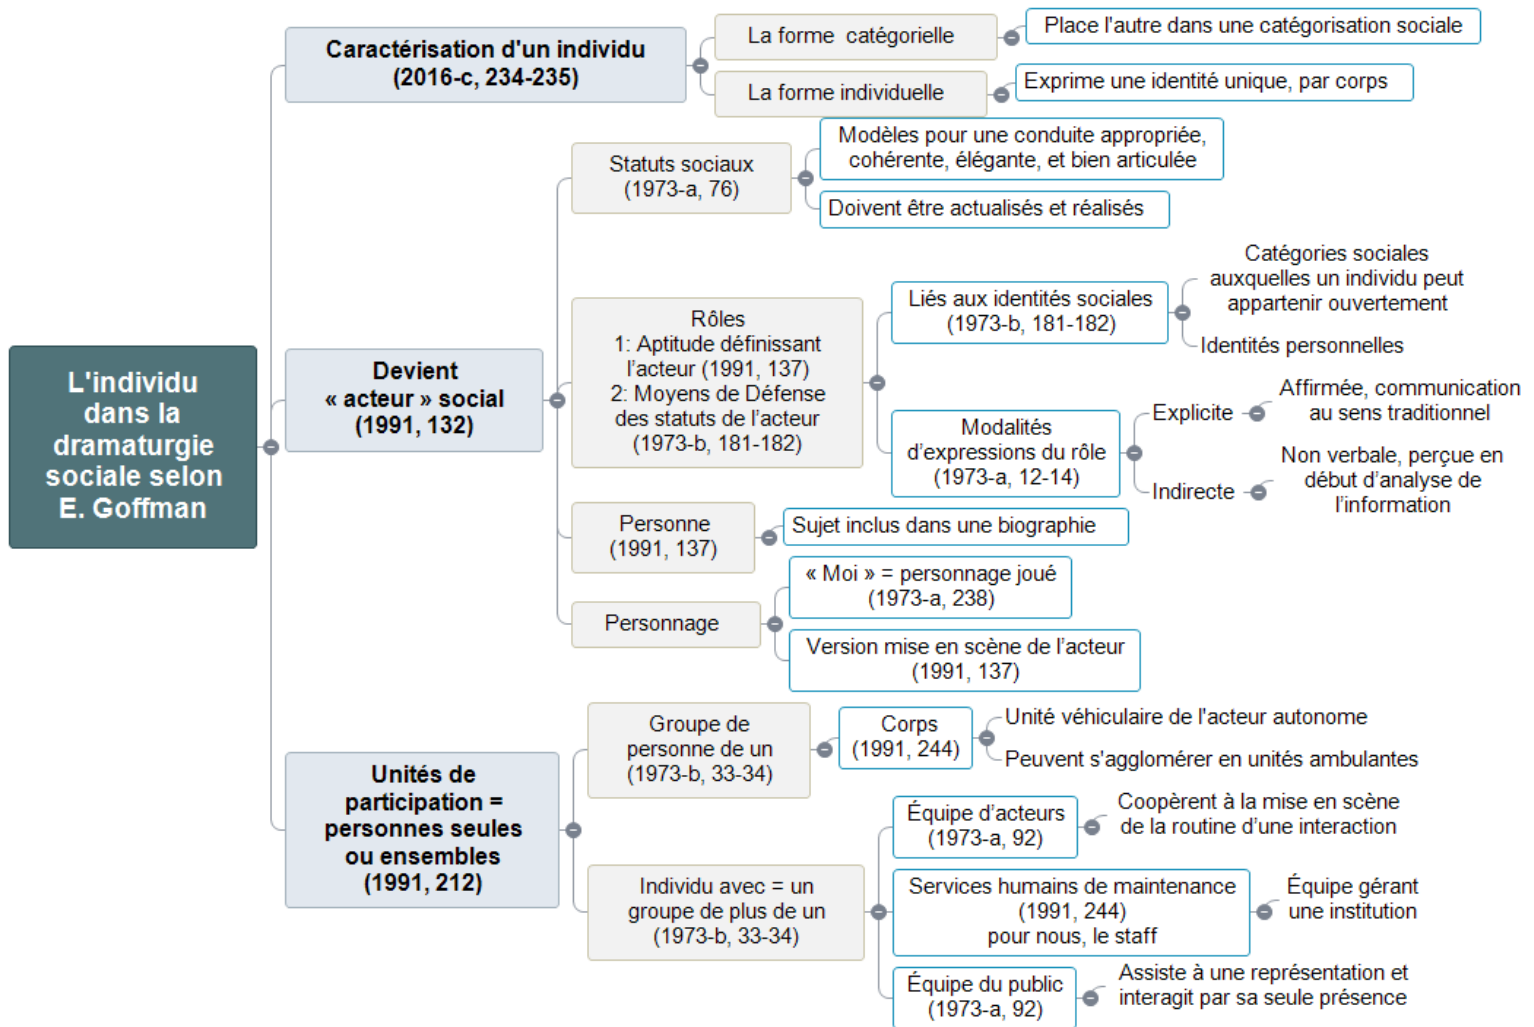 L'individu
dans la
dramaturgie
sociale selon
E. Goffman
Caractérisation d'un individu
(2016-c, 234-235)
La forme catégorielle
Place l'autre dans une catégorisation sociale
La forme individuelle
Exprime une identité unique, par corps
Devient
« acteur » social
(1991, 132)
Statuts sociaux
(1973-a, 76)
Modèles pour une conduite appropriée,
cohérente, élégante, et bien articulée
Doivent être actualisés et réalisés
Rôles
1: Aptitude définissant
l'acteur (1991, 137)
2: Moyens de Défense
des statuts de l'acteur
(1973-b, 181-182)
Liés aux identités sociales
(1973-b, 181-182)
Catégories sociales
auxquelles un individu peut
appartenir ouvertement
Identités personnelles
Modalités
d'expressions du rôle
(1973-a, 12-14)
Explicite
Affirmée, communication
au sens traditionnel
Indirecte
Non verbale, perçue en
début d'analyse de
l'information
Personne
(1991, 137)
Sujet inclus dans une biographie
Personnage
« Moi » = personnage joué
(1973-a, 238)
Version mise en scène de l'acteur
(1991, 137)
Unités de
participation =
personnes seules
ou ensembles
(1991, 212)
Groupe de
personne de un
(1973-b, 33-34)
Corps
(1991, 244)
Unité véhiculaire de l'acteur autonome
Peuvent s'agglomérer en unités ambulantes
Individu avec = un
groupe de plus de un
(1973-b, 33-34)
Équipe d'acteurs
(1973-a, 92)
Coopèrent à la mise en scène
de la routine d'une interaction
Services humains de maintenance
(1991, 244)
pour nous, le staff
Équipe gérant
une institution
Équipe du public
(1973-a, 92)
Assiste à une représentation et
interagit par sa seule présence